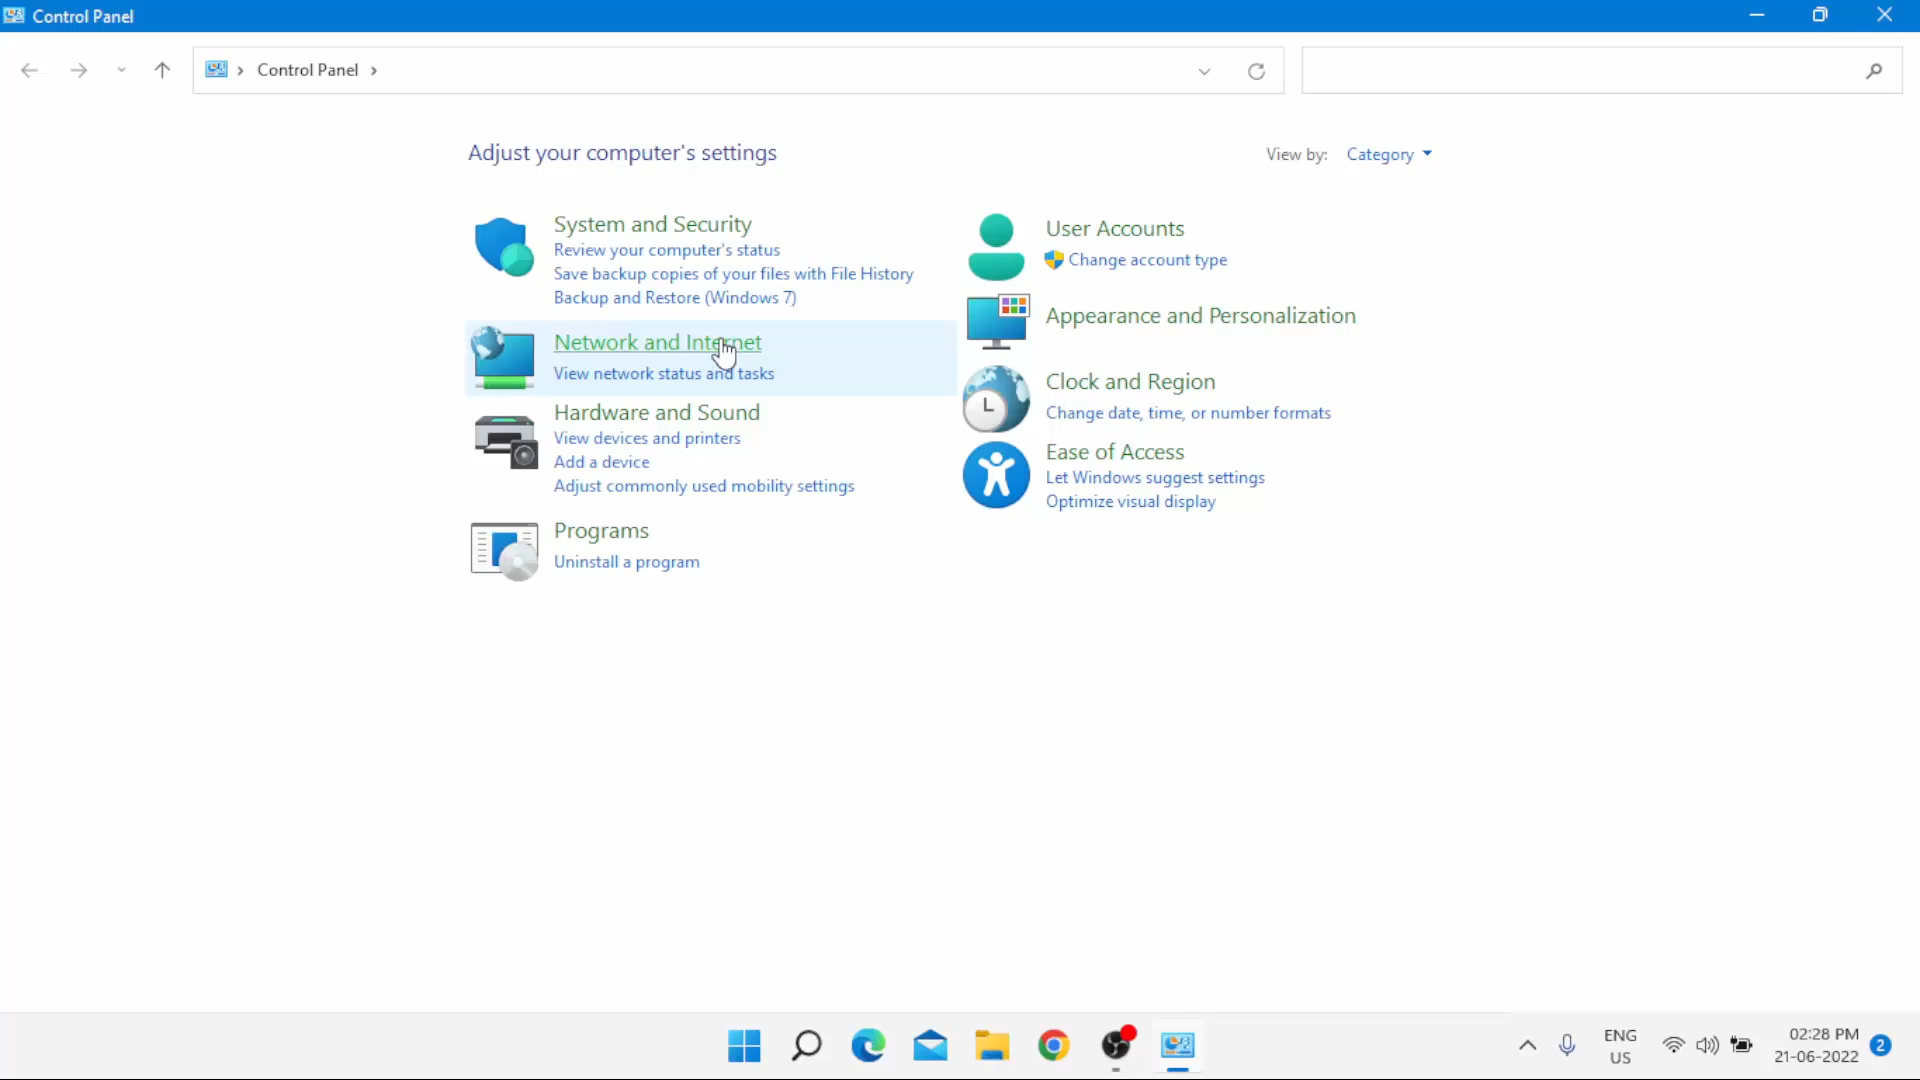 Control Panel
Control Panel
Adjust your computer's settings
View by: Category
System and Security
Review your computer's status
Save backup copies of your files with File History
Backup and Restore (Windows 7)
Network and Internet
View network status and tasks
Hardware and Sound
View devices and printers
Add a device
Adjust commonly used mobility settings
Programs
Uninstall a program
User Accounts
Change account type
Appearance and Personalization
Clock and Region
Change date, time, or number formats
Ease of Access
Let Windows suggest settings
Optimize visual display
ENG
US
02:28 PM
21-06-2022
2